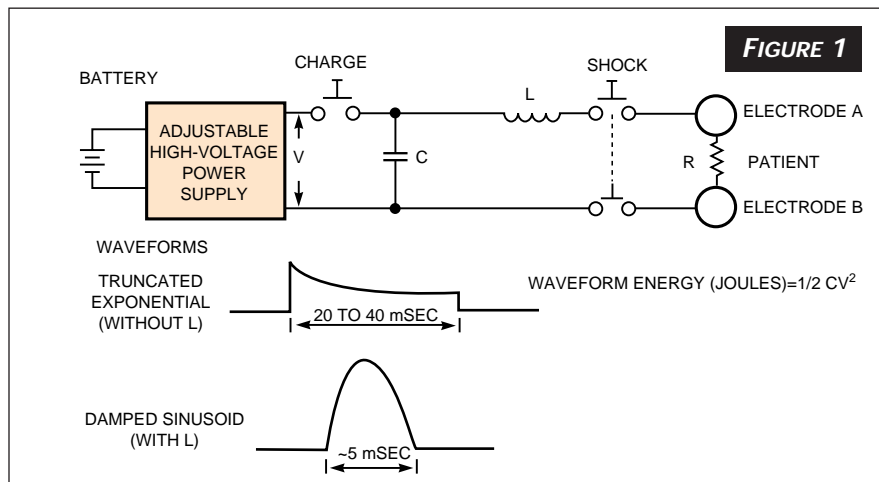 FIGURE 1
CHARGE
SHOCK
BATTERY
L
ELECTRODE A
ADJUSTABLE
HIGH-VOLTAGE
POWER
SUPPLY
V
C
R
PATIENT
ELECTRODE B
WAVEFORMS
TRUNCATED
EXPONENTIAL
(WITHOUT L)
WAVEFORM ENERGY (JOULES)=1/2 CV²
20 TO 40 mSEC
DAMPED SINUSOID
(WITH L)
~5 mSEC